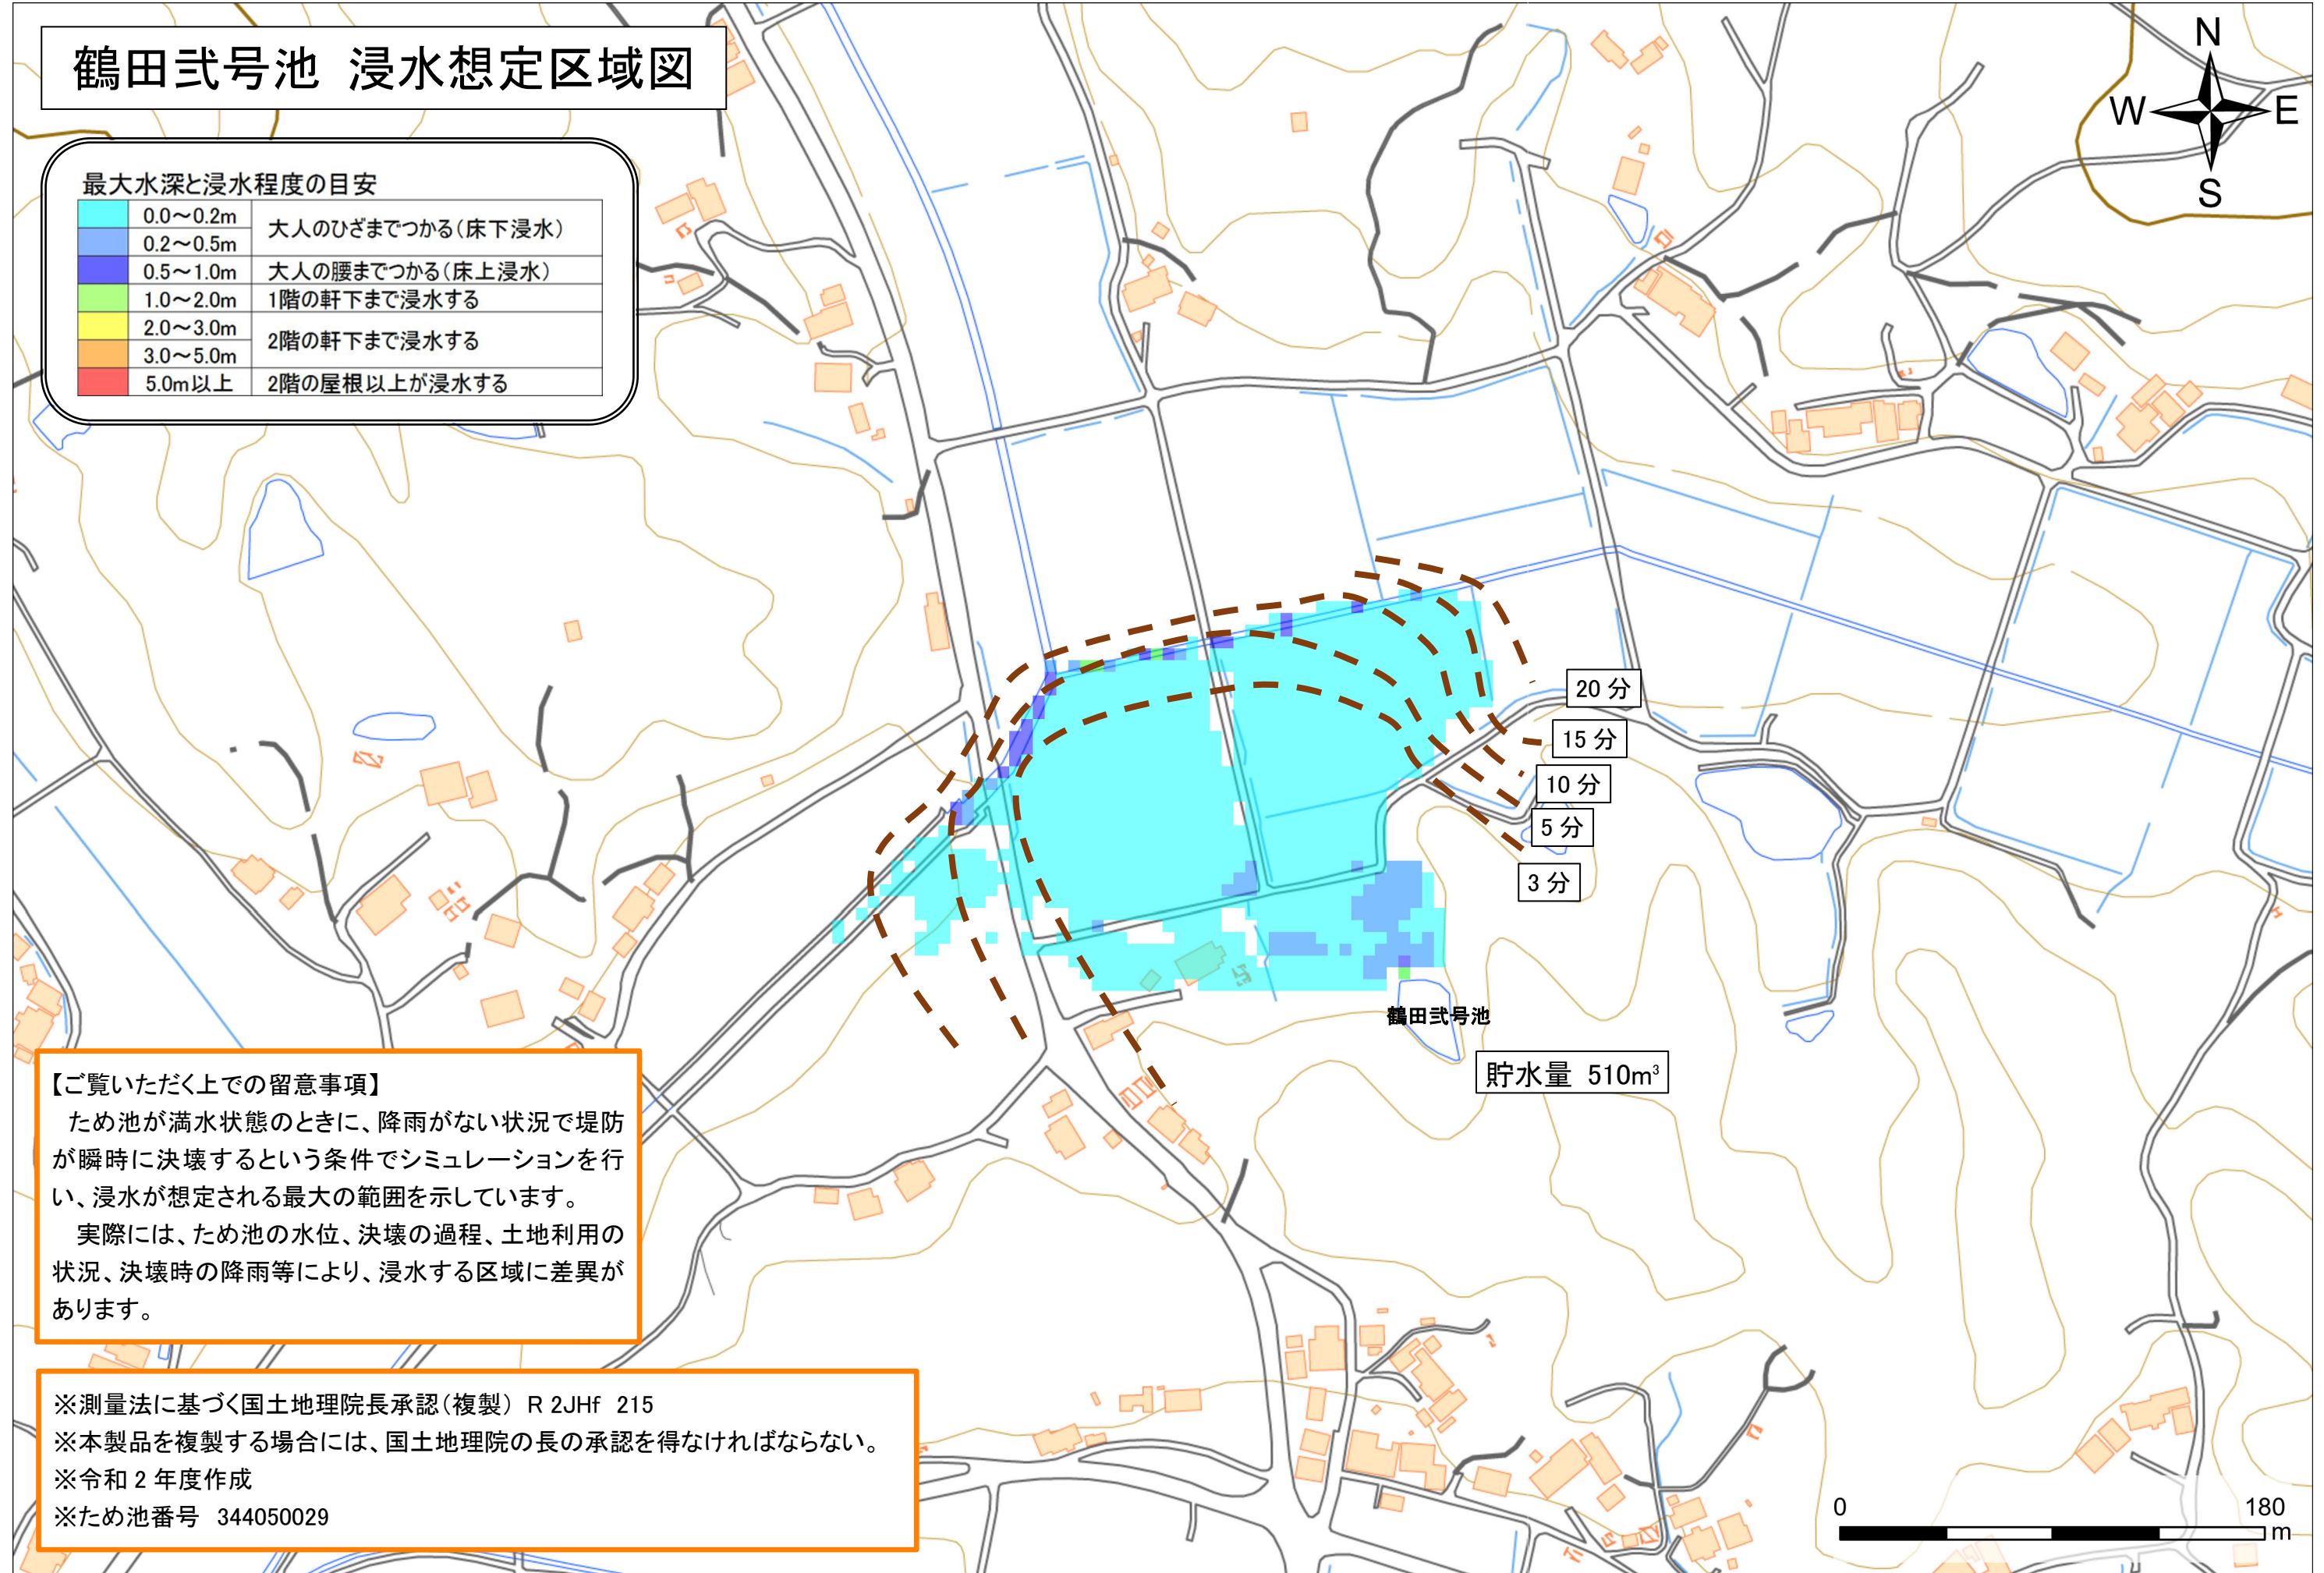 鶴田弐号池 浸水想定区域図
N
W E
S
最大水深と浸水程度の目安
0.0～0.2m
大人のひざまでつかる(床下浸水)
0.2～0.5m
0.5～1.0m 大人の腰までつかる(床上浸水)
1.0～2.0m 1階の軒下まで浸水する
2.0～3.0m
2階の軒下まで浸水する
3.0～5.0m
5.0m以上 2階の屋根以上が浸水する
20 分
15 分
10 分
5 分
3 分
鶴田弐号池
貯水量 510m³
【ご覧いただく上での留意事項】
ため池が満水状態のときに、降雨がない状況で堤防
が瞬時に決壊するという条件でシミュレーションを行
い、浸水が想定される最大の範囲を示しています。
実際には、ため池の水位、決壊の過程、土地利用の
状況、決壊時の降雨等により、浸水する区域に差異が
あります。
※測量法に基づく国土地理院長承認(複製) R 2JHf 215
※本製品を複製する場合には、国土地理院の長の承認を得なければならない。
※令和 2 年度作成
※ため池番号 344050029
0 180
m